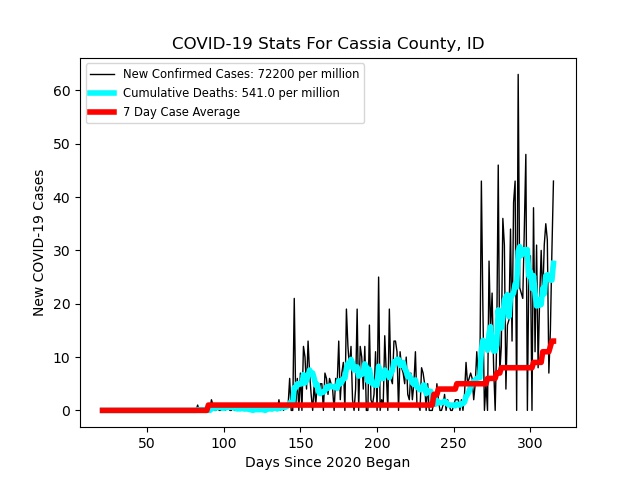 COVID-19 Stats For Cassia County, ID
New Confirmed Cases: 72200 per million
Cumulative Deaths: 541.0 per million
7 Day Case Average
New COVID-19 Cases
60
50
40
30
20
10
0
50 100 150 200 250 300
Days Since 2020 Began